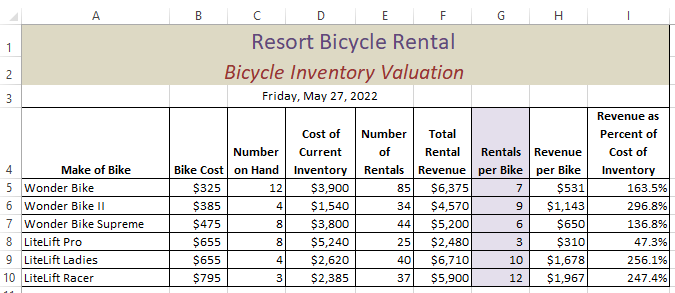 A B C D E F G H I
1 Resort Bicycle Rental
2 Bicycle Inventory Valuation
3 Friday, May 27, 2022
Revenue as
Cost of Number Total Percent of
Number Current of Rental Rentals Revenue Cost of
4 Make of Bike Bike Cost on Hand Inventory Rentals Revenue per Bike per Bike Inventory
5 Wonder Bike $325 12 $3,900 85 $6,375 7 $531 163.5%
6 Wonder Bike II $385 4 $1,540 34 $4,570 9 $1,143 296.8%
7 Wonder Bike Supreme $475 8 $3,800 44 $5,200 6 $650 136.8%
8 LiteLift Pro $655 8 $5,240 25 $2,480 3 $310 47.3%
9 LiteLift Ladies $655 4 $2,620 40 $6,710 10 $1,678 256.1%
10 LiteLift Racer $795 3 $2,385 37 $5,900 12 $1,967 247.4%